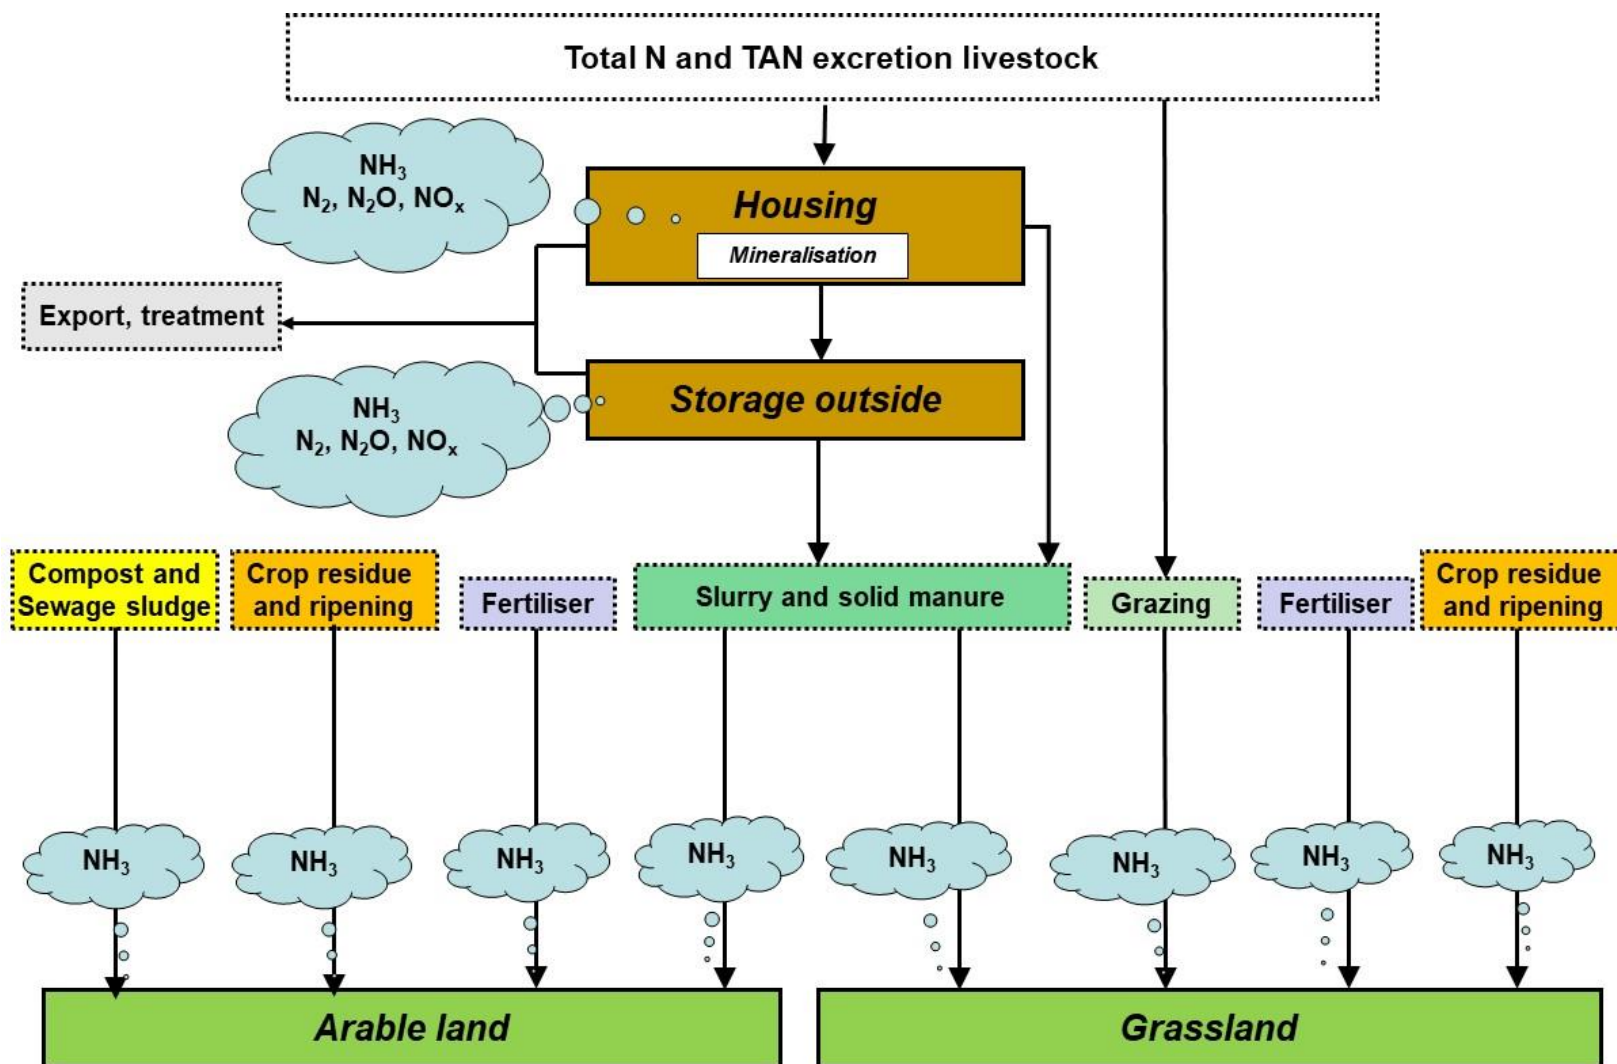 Total N and TAN excretion livestock
NH₃
N₂, N₂O, NOₓ
Housing
Mineralisation
Export, treatment
NH₃
N₂, N₂O, NOₓ
Storage outside
Compost and
Sewage sludge
Crop residue
and ripening
Fertiliser
Slurry and solid manure
Grazing
Fertiliser
Crop residue
and ripening
NH₃
NH₃
NH₃
NH₃
NH₃
NH₃
NH₃
NH₃
Arable land
Grassland